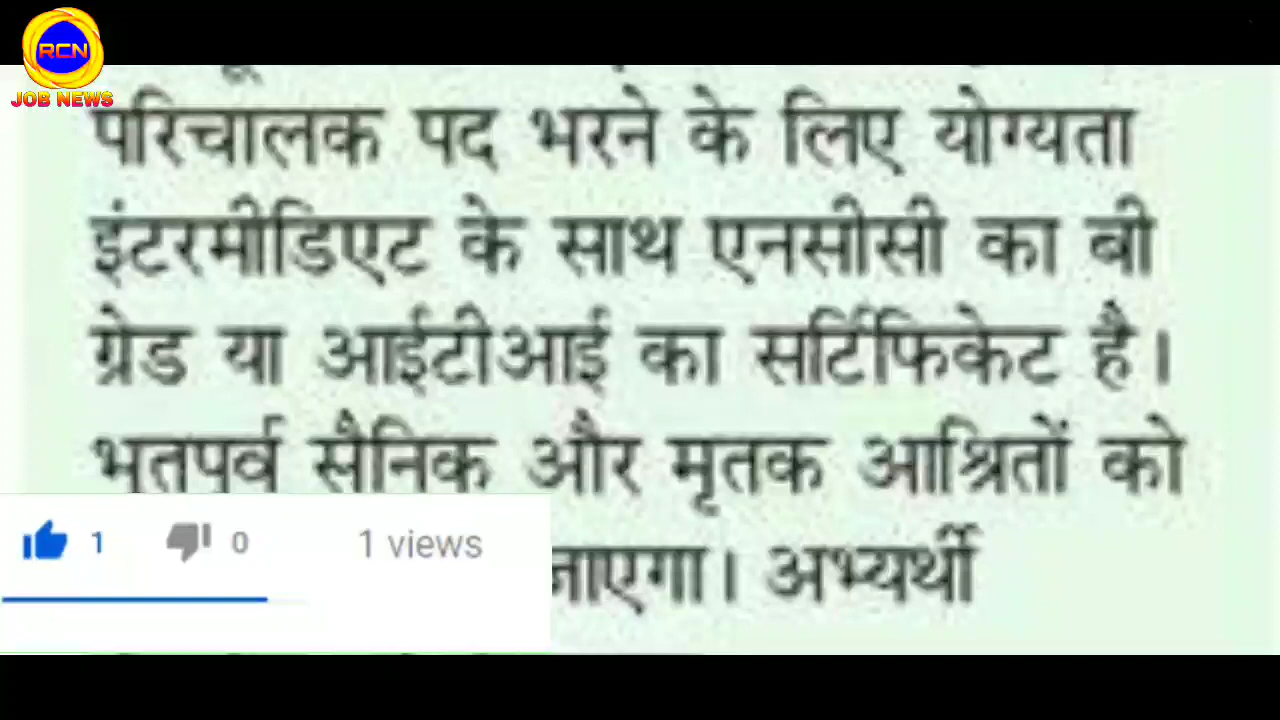 RCN
JOB NEWS
परिचालक पद भरने के लिए योग्यता
इंटरमीडिएट के साथ एनसीसी का बी
ग्रेड या आईटीआई का सर्टिफिकेट है।
भूतपूर्व सैनिक और मृतक आश्रितों को
जाएगा। अभ्यर्थी
1 0 1 views